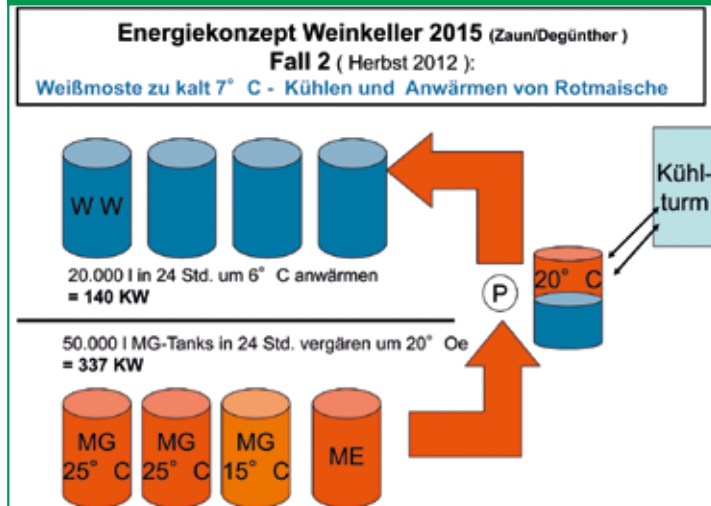 Energiekonzept Weinkeller 2015 (Zaun/Degünther )
Fall 2 ( Herbst 2012 ):
Weißmoste zu kalt 7° C - Kühlen und Anwärmen von Rotmaische
Kühl-
turm
W W
20° C
20.000 l in 24 Std. um 6° C anwärmen
= 140 KW
P
50.000 l MG-Tanks in 24 Std. vergären um 20° Oe
= 337 KW
MG
25° C
MG
25° C
MG
15° C
ME